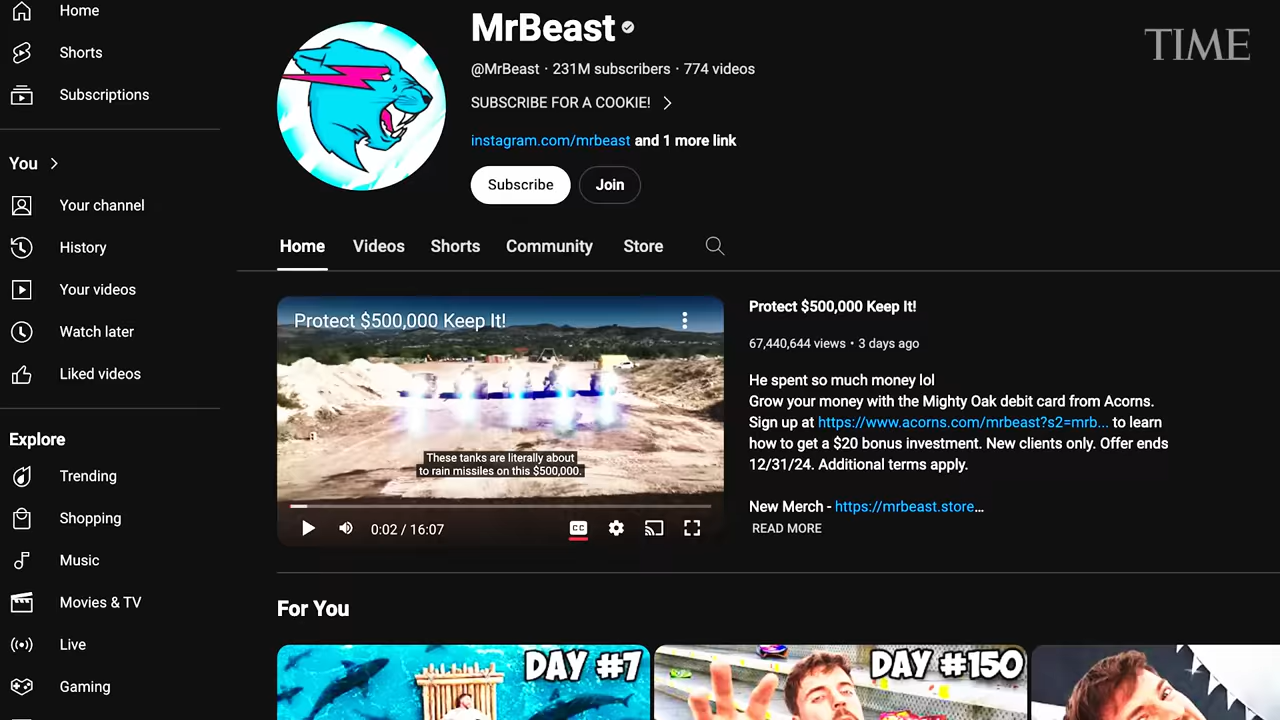 Home
Shorts
Subscriptions
You
Your channel
History
Your videos
Watch later
Liked videos
Explore
Trending
Shopping
Music
Movies & TV
Live
Gaming
MrBeast
@MrBeast · 231M subscribers · 774 videos
SUBSCRIBE FOR A COOKIE!
instagram.com/mrbeast and 1 more link
Subscribe Join
TIME
Home Videos Shorts Community Store
Protect $500,000 Keep It!
These tanks are literally about
to rain missiles on this $500,000.
0:02 / 16:07
CC
Protect $500,000 Keep It!
67,440,644 views · 3 days ago
He spent so much money lol
Grow your money with the Mighty Oak debit card from Acorns.
Sign up at https://www.acorns.com/mrbeast?s2=mrb... to learn
how to get a $20 bonus investment. New clients only. Offer ends
12/31/24. Additional terms apply.
New Merch - https://mrbeast.store...
READ MORE
For You
DAY #7
DAY #150